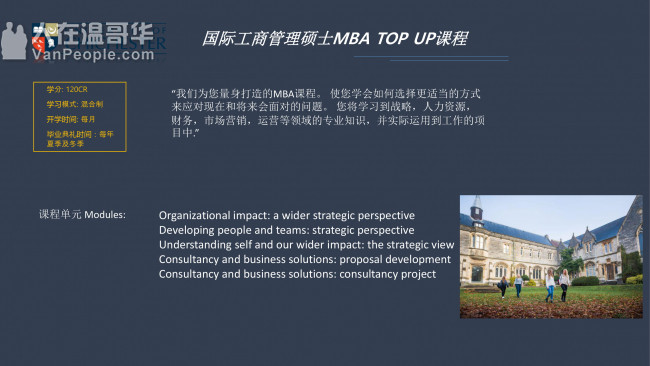 人在温哥华
VanPeople.com
国际工商管理硕士MBA TOP UP课程
学分: 120CR
学习模式: 混合制
开学时间: 每月
毕业典礼时间：每年
夏季及冬季
“我们为您量身打造的MBA课程。 使您学会如何选择更适当的方式
来应对现在和将来会面对的问题。 您将学习到战略，人力资源，
财务，市场营销，运营等领域的专业知识，并实际运用到工作的项
目中.”
课程单元 Modules:
Organizational impact: a wider strategic perspective
Developing people and teams: strategic perspective
Understanding self and our wider impact: the strategic view
Consultancy and business solutions: proposal development
Consultancy and business solutions: consultancy project